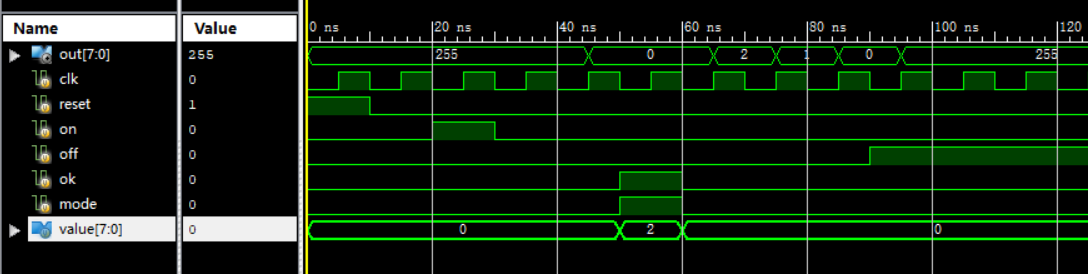 Name Value 0 ns 20 ns 40 ns 60 ns 80 ns 100 ns 120
out[7:0] 255 255 0 2 1 0 255
clk 0
reset 1
on 0
off 0
ok 0
mode 0
value[7:0] 0 0 2 0